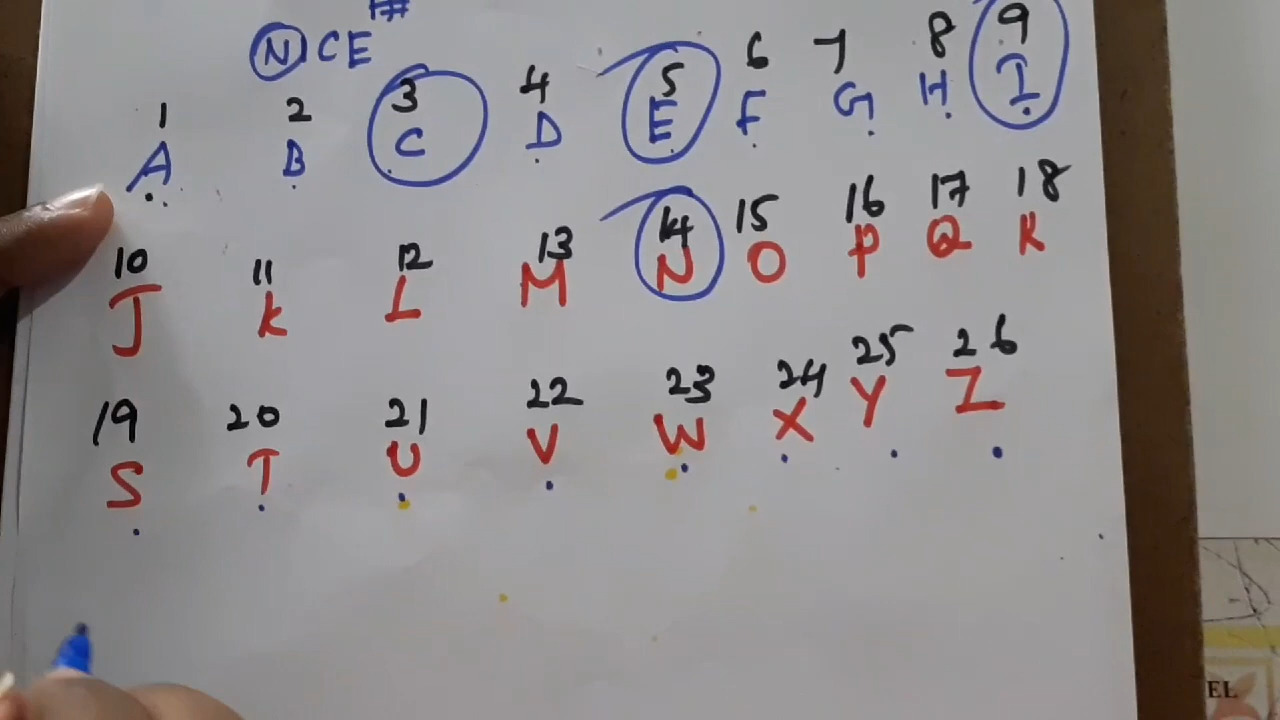 NICE
1 2 3 4 5 6 7 8 9
A B C D E F G H I
10 11 12 13 14 15 16 17 18
J K L M N O P Q R
19 20 21 22 23 24 25 26
S T U V W X Y Z
EL